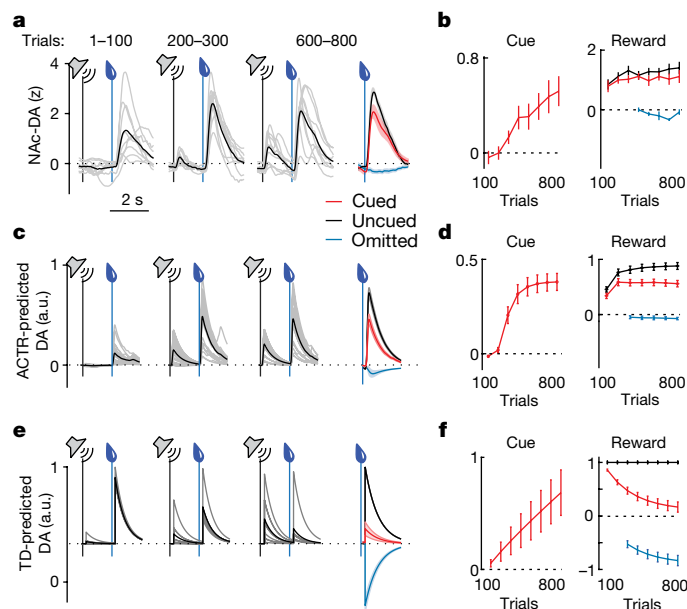 a
b
Trials: 1–100 200–300 600–800
Cue
Reward
4
2
0
NAc-DA (z)
2 s
0.8
0
100 800
Trials
2
1
0
100 800
Trials
Cued
Uncued
Omitted
c
d
1
0
ACTR-predicted
DA (a.u.)
Cue
Reward
0.5
0
100 800
Trials
1
0
1
100 800
Trials
e
f
1
0
TD-predicted
DA (a.u.)
Cue
Reward
1
0
100 800
Trials
1
0
−1
100 800
Trials